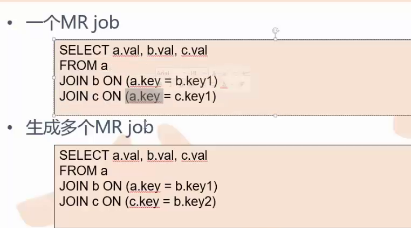 一个MR job
SELECT a.val, b.val, c.val
FROM a
JOIN b ON (a.key = b.key1)
JOIN c ON (a.key = c.key1)
生成多个MR job
SELECT a.val, b.val, c.val
FROM a
JOIN b ON (a.key = b.key1)
JOIN c ON (c.key = b.key2)